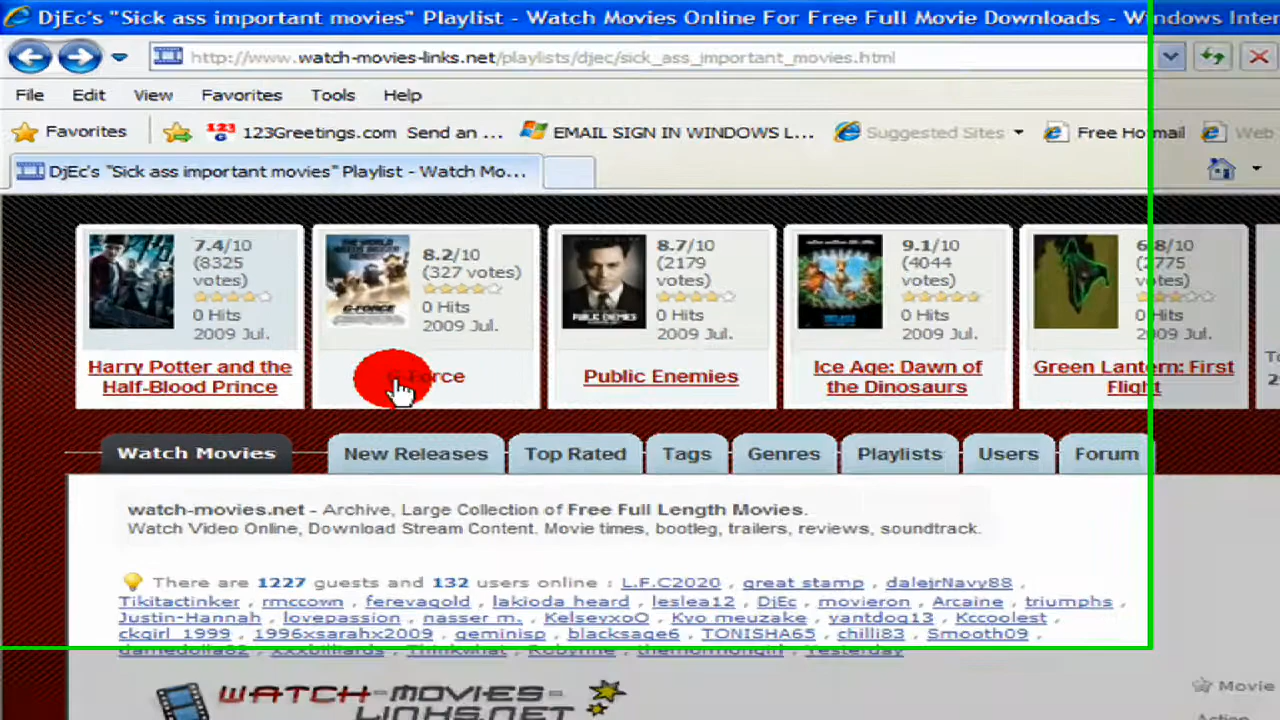 DjEc's "Sick ass important movies" Playlist - Watch Movies Online For Free Full Movie Downloads - Windows Inter
http://www.watch-movies-links.net/playlists/djec/sick_ass_important_movies.html
File Edit View Favorites Tools Help
Favorites 123Greetings.com Send an ... EMAIL SIGN IN WINDOWS L... Suggested Sites Free Hotmail Web
DjEc's "Sick ass important movies" Playlist - Watch Mo...
7.4/10 (8325 votes) 0 Hits 2009 Jul.
Harry Potter and the Half-Blood Prince
G-FORCE
8.2/10 (327 votes) 0 Hits 2009 Jul.
Force
PUBLIC ENEMIES
8.7/10 (2179 votes) 0 Hits 2009 Jul.
Public Enemies
9.1/10 (4044 votes) 0 Hits 2009 Jul.
Ice Age: Dawn of the Dinosaurs
6.8/10 (2775 votes) 0 Hits 2009 Jul.
Green Lantern: First Flight
Watch Movies New Releases Top Rated Tags Genres Playlists Users Forum
watch-movies.net - Archive, Large Collection of Free Full Length Movies.
Watch Video Online, Download Stream Content. Movie times, bootleg, trailers, reviews, soundtrack.
There are 1227 guests and 132 users online : L.F.C2020 , great stamp , dalejrNavy88 ,
Tikitactinker , rmccown , feveragold , lakioda heard , leslea12 , DjEc , movieron , Arcaine , triumphs ,
Justin-Hannah , lovepassion , nasser m. , KelseyxoO , Kyo meuzake , yantdog13 , Kccoolest ,
ckgirl_1999 , 1996xsarahx2009 , geminisp , blacksage6 , TONISHA65 , chilli83 , Smooth09 ,
WATCH-MOVIES-
LINKS.NET
Movie
Action